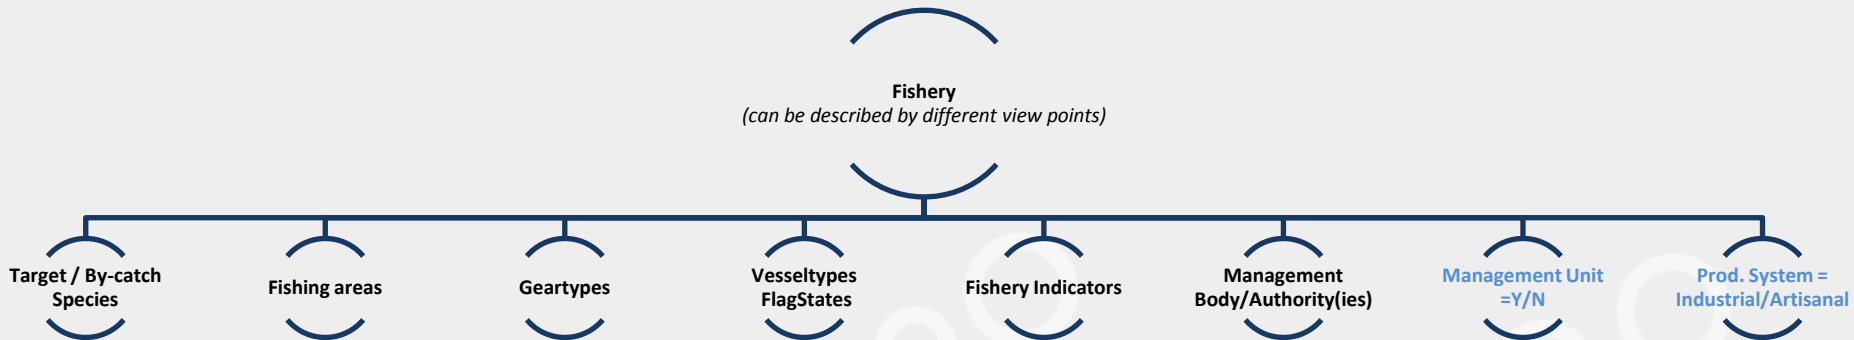 Fishery
(can be described by different view points)
Target / By-catch
Species
Fishing areas
Geartypes
Vesseltypes
FlagStates
Fishery Indicators
Management
Body/Authority(ies)
Management Unit
=Y/N
Prod. System =
Industrial/Artisanal